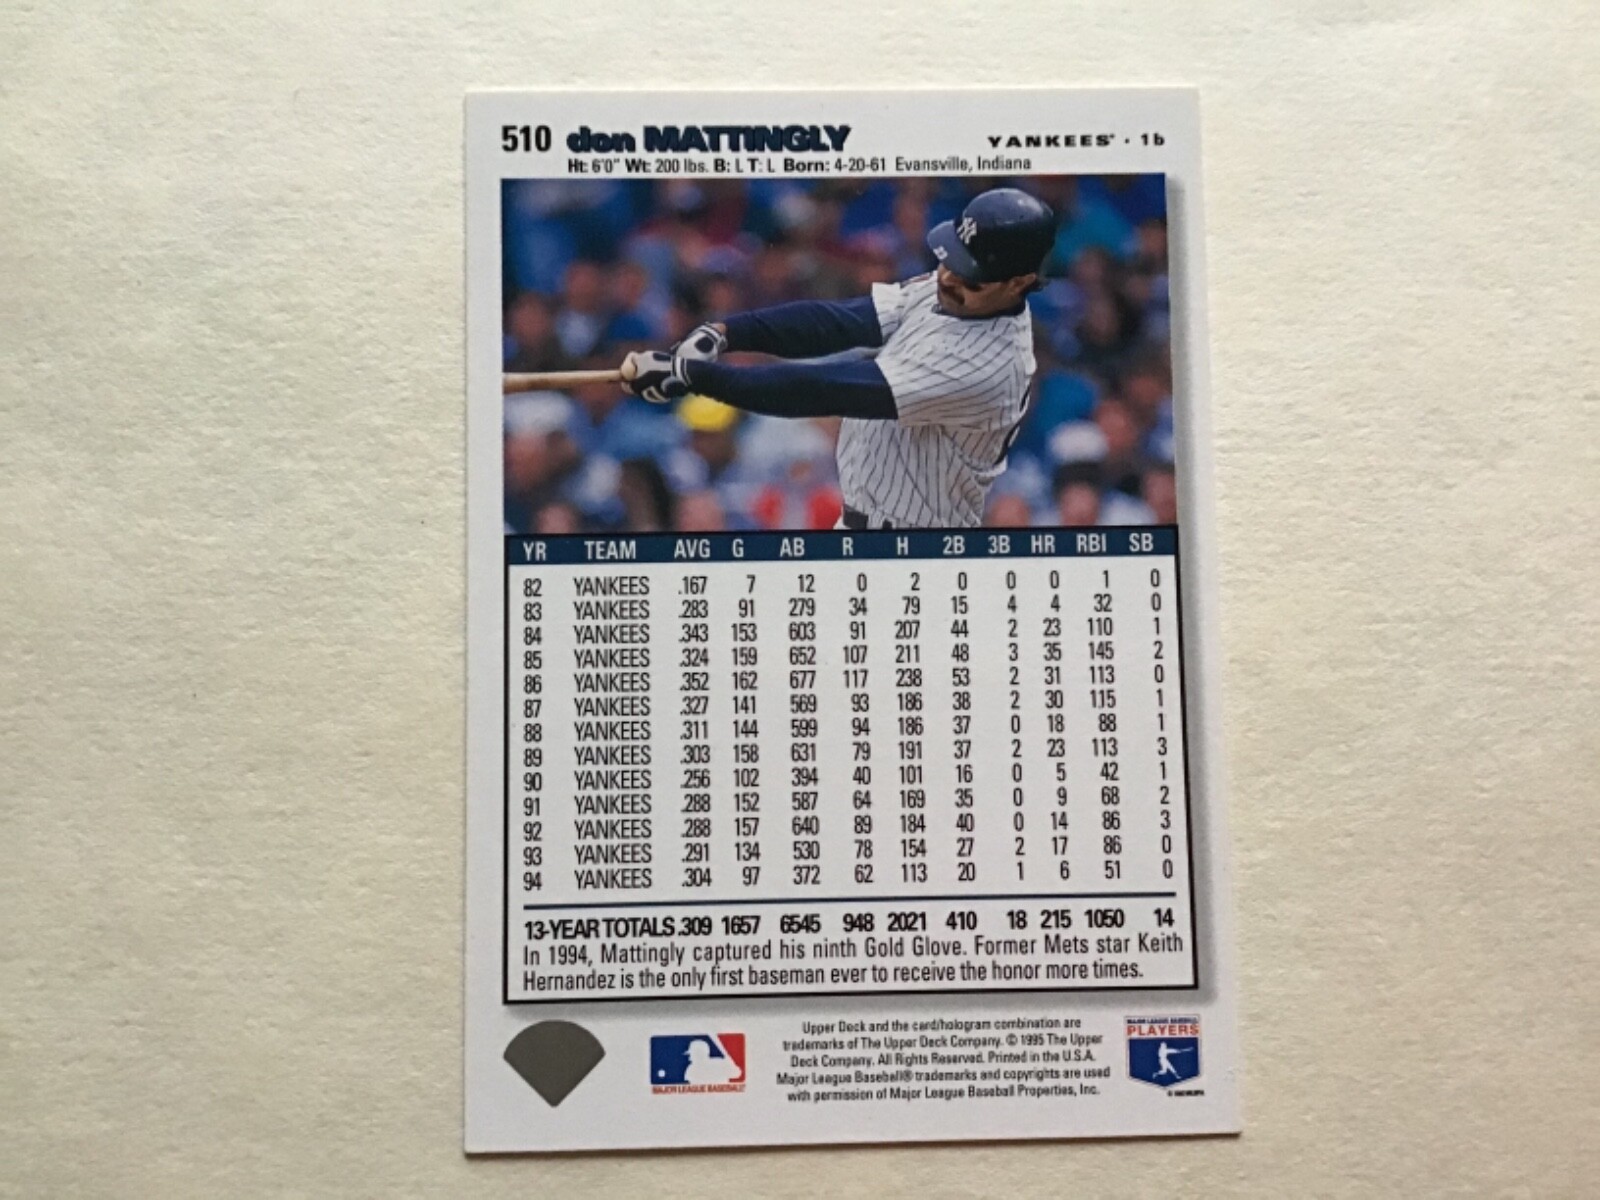 510 don MATTINGLY YANKEES · 1b
Ht: 6'0" Wt: 200 lbs. B: L T: L Born: 4-20-61 Evansville, Indiana
YR TEAM AVG G AB R H 2B 3B HR RBI SB
82 YANKEES .167 7 12 0 2 0 0 0 1 0
83 YANKEES .283 91 279 34 79 15 4 4 32 0
84 YANKEES .343 153 603 91 207 44 2 23 110 1
85 YANKEES .324 159 652 107 211 48 3 35 145 2
86 YANKEES .352 162 677 117 238 53 2 31 113 0
87 YANKEES .327 141 569 93 186 38 2 30 115 1
88 YANKEES .311 144 599 94 186 37 0 18 88 1
89 YANKEES .303 158 631 79 191 37 2 23 113 3
90 YANKEES .256 102 394 40 101 16 0 5 42 1
91 YANKEES .288 152 587 64 169 35 0 9 68 2
92 YANKEES .288 157 640 89 184 40 0 14 86 3
93 YANKEES .291 134 530 78 154 27 2 17 86 0
94 YANKEES .304 97 372 62 113 20 1 6 51 0
13-YEAR TOTALS .309 1657 6545 948 2021 410 18 215 1050 14
In 1994, Mattingly captured his ninth Gold Glove. Former Mets star Keith
Hernandez is the only first baseman ever to receive the honor more times.
MAJOR LEAGUE BASEBALL
Upper Deck and the card/hologram combination are
trademarks of The Upper Deck Company. © 1995 The Upper
Deck Company. All Rights Reserved. Printed in the U.S.A.
Major League Baseball® trademarks and copyrights are used
with permission of Major League Baseball Properties, Inc.
MAJOR LEAGUE BASEBALL
PLAYERS